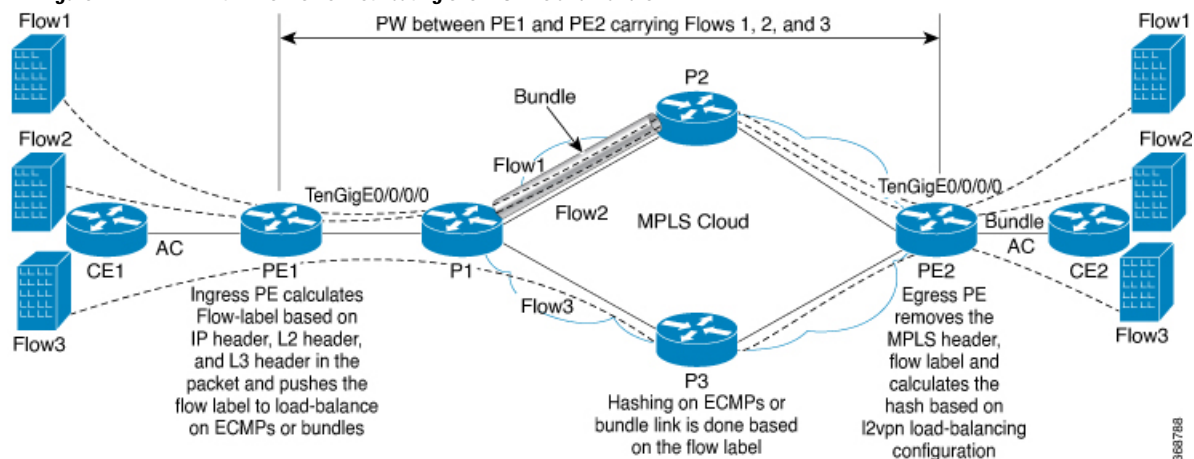 Flow1
PW between PE1 and PE2 carrying Flows 1, 2, and 3
Flow1
P2
Bundle
Flow2
Flow1
Flow2
TenGigE0/0/0/0
TenGigE0/0/0/0
Flow2
MPLS Cloud
Bundle
AC
AC
CE1
PE1
P1
PE2
CE2
Flow3
Flow3
Flow3
Ingress PE calculates
Flow-label based on
IP header, L2 header,
and L3 header in the
packet and pushes the
flow label to load-balance
on ECMPs or bundles
P3
Hashing on ECMPs or
bundle link is done based
on the flow label
Egress PE
removes the
MPLS header,
flow label and
calculates the
hash based on
l2vpn load-balancing
configuration